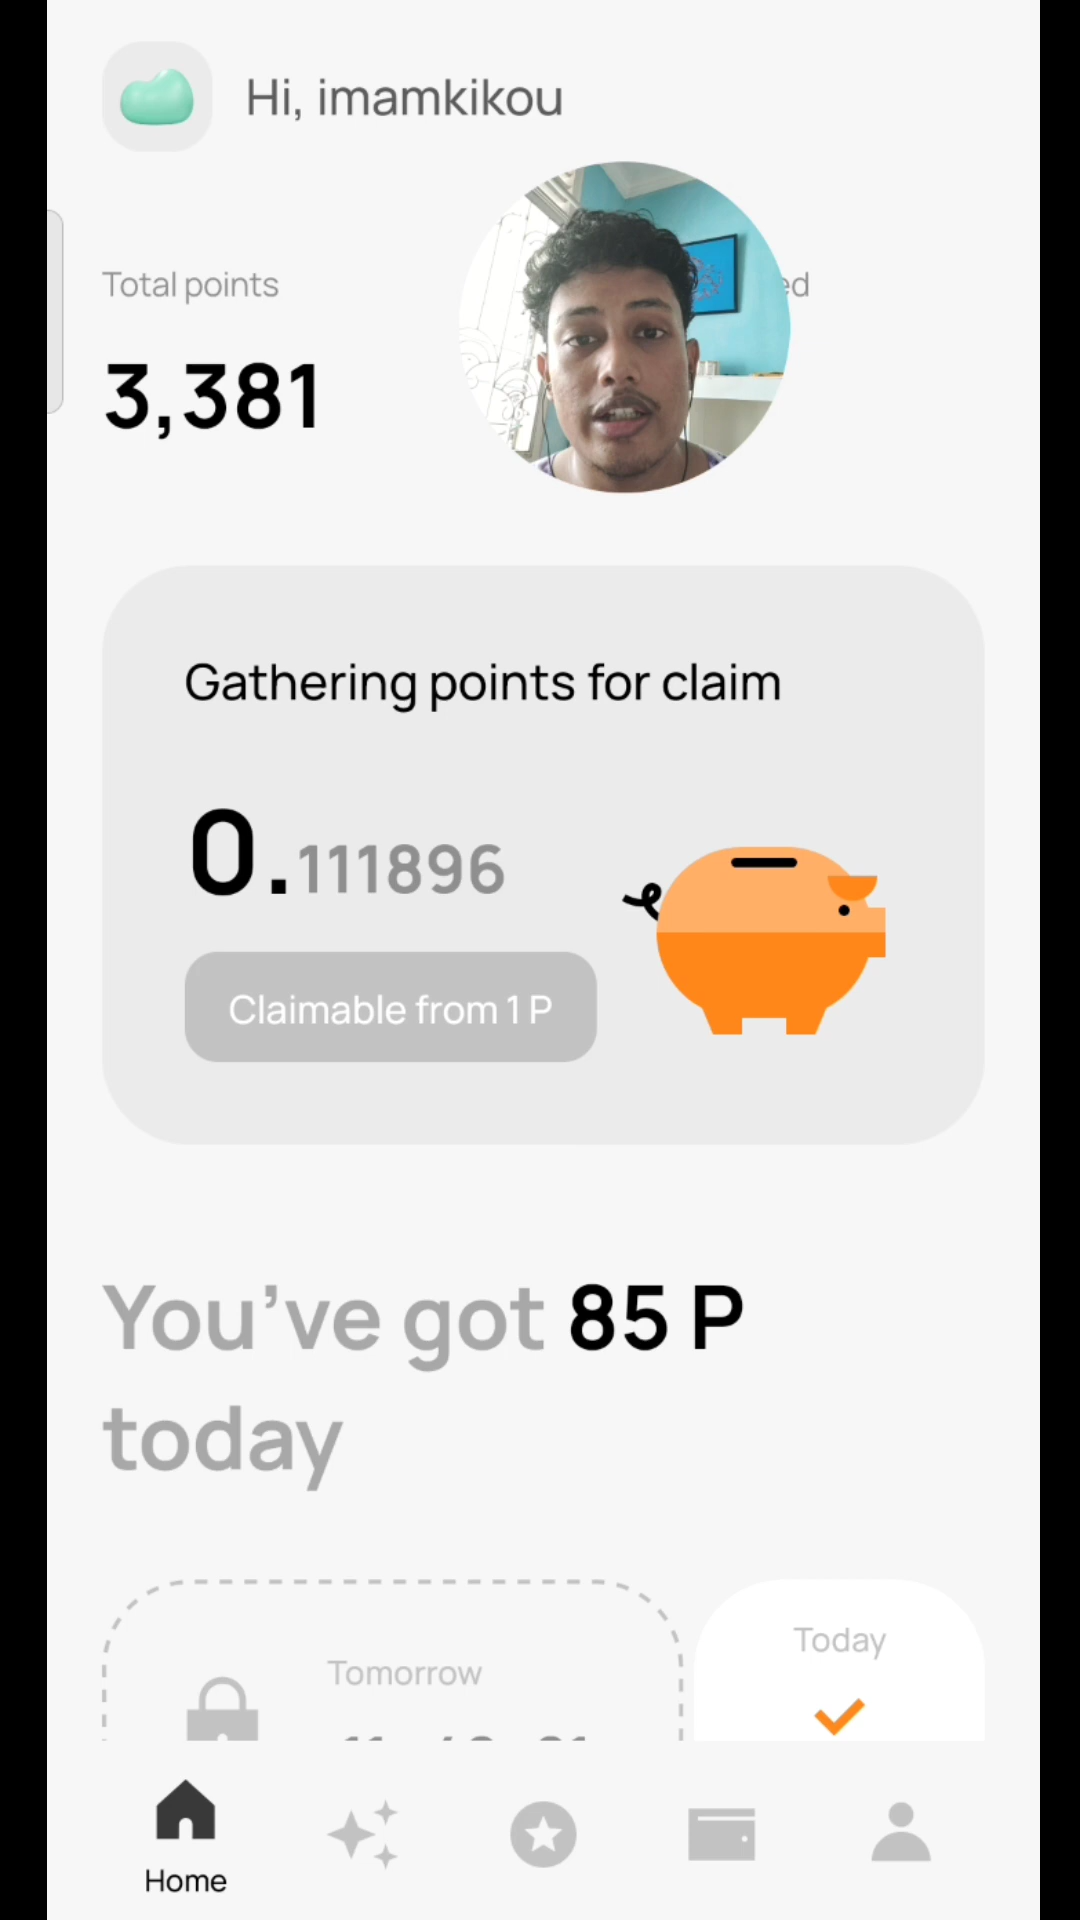 Hi, imamkikou
Total points
3,381
Gathering points for claim
0.111896
Claimable from 1 P
You've got 85 P
today
Today
Tomorrow
Home